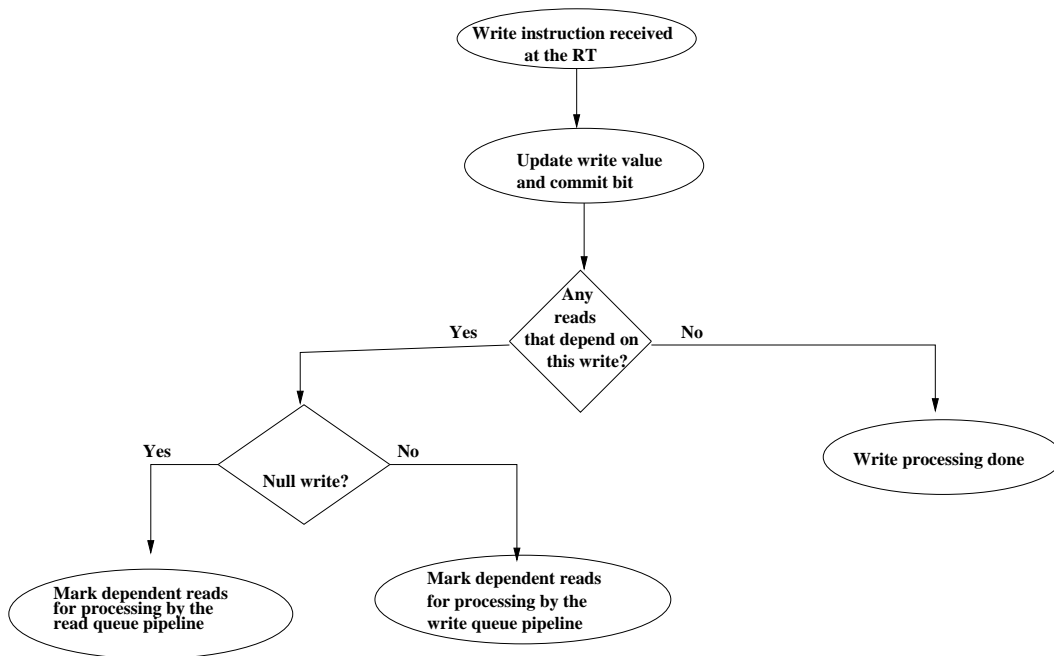 Write instruction received
at the RT
Update write value
and commit bit
Any
reads
that depend on
this write?
Yes
No
Yes
No
Null write?
Write processing done
Mark dependent reads
for processing by the
read queue pipeline
Mark dependent reads
for processing by the
write queue pipeline